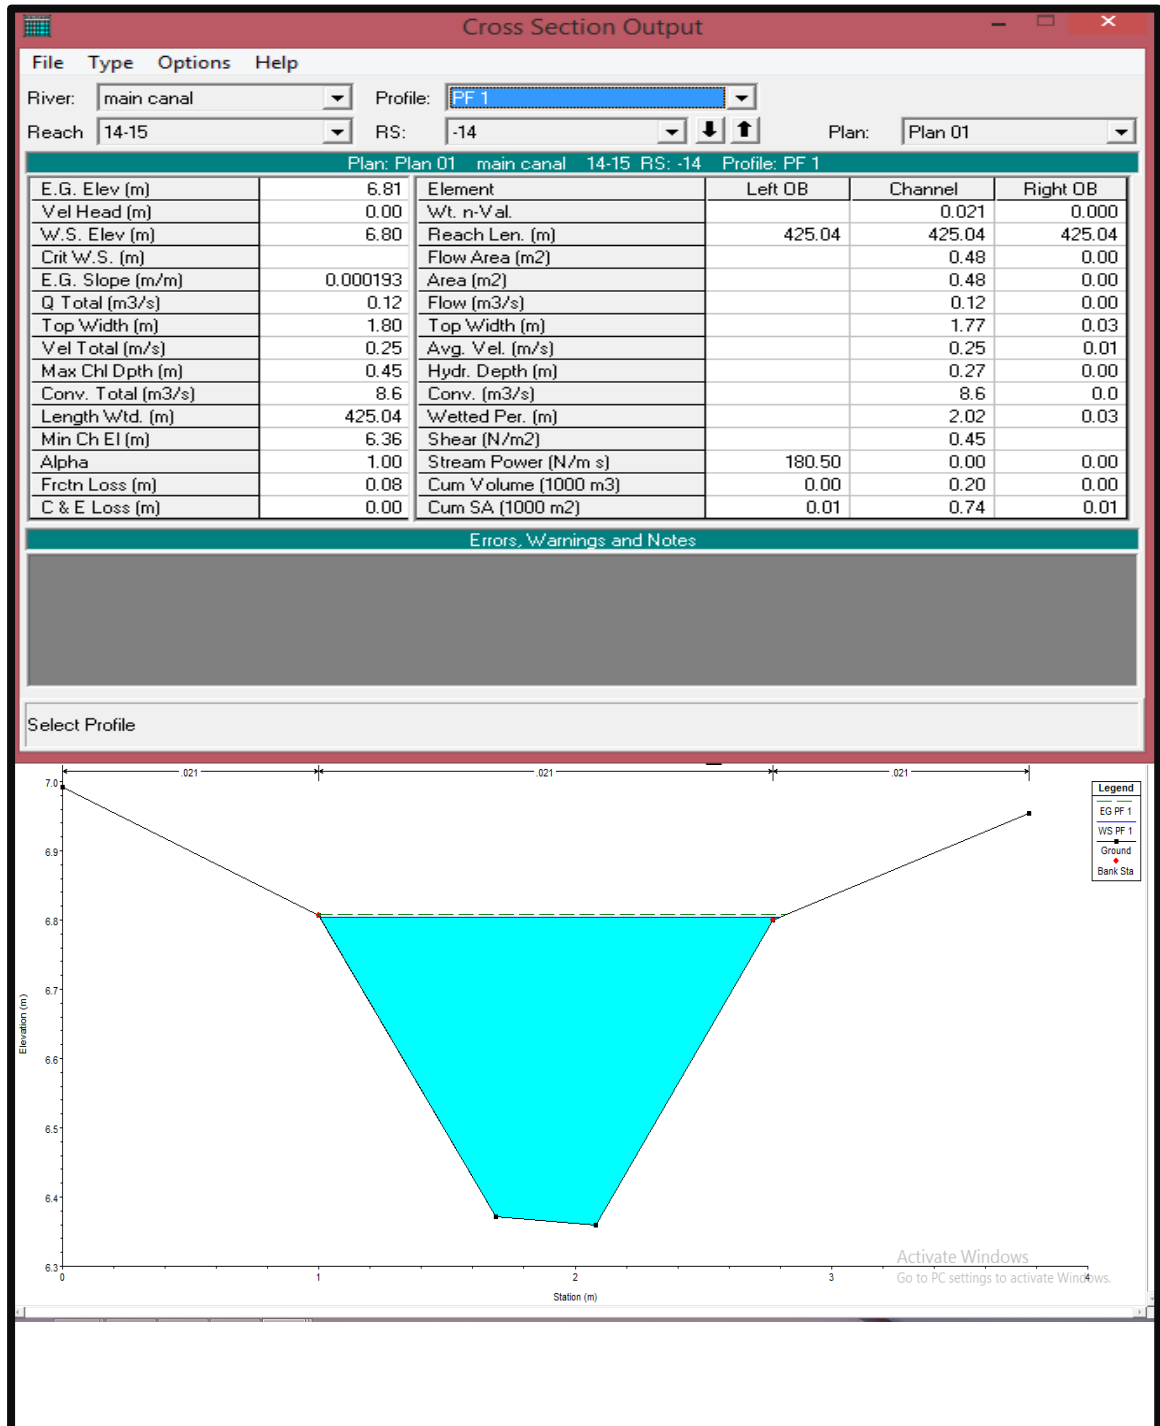 Cross Section Output
File Type Options Help
River: main canal Profile: PF 1
Reach 14-15 RS: -14 Plan: Plan 01
Plan: Plan 01 main canal 14-15 RS: -14 Profile: PF 1
E.G. Elev (m) 6.81 Element Left OB Channel Right OB
Vel Head (m) 0.00 Wt. n-Val. 0.021 0.000
W.S. Elev (m) 6.80 Reach Len. (m) 425.04 425.04 425.04
Crit W.S. (m) Flow Area (m2) 0.48 0.00
E.G. Slope (m/m) 0.000193 Area (m2) 0.48 0.00
Q Total (m3/s) 0.12 Flow (m3/s) 0.12 0.00
Top Width (m) 1.80 Top Width (m) 1.77 0.03
Vel Total (m/s) 0.25 Avg. Vel. (m/s) 0.25 0.01
Max Chl Dpth (m) 0.45 Hydr. Depth (m) 0.27 0.00
Conv. Total (m3/s) 8.6 Conv. (m3/s) 8.6 0.0
Length Wtd. (m) 425.04 Wetted Per. (m) 2.02 0.03
Min Ch El (m) 6.36 Shear (N/m2) 0.45
Alpha 1.00 Stream Power (N/m s) 180.50 0.00 0.00
Frctn Loss (m) 0.08 Cum Volume (1000 m3) 0.00 0.20 0.00
C & E Loss (m) 0.00 Cum SA (1000 m2) 0.01 0.74 0.01
Errors, Warnings and Notes
Select Profile
.021 .021 .021
7.0
6.9
6.8
6.7
6.6
6.5
6.4
6.3
Elevation (m)
Legend
EG PF 1
WS PF 1
Ground
Bank Sta
Activate Windows
Go to PC settings to activate Windows.
0 1 2 3 4
Station (m)